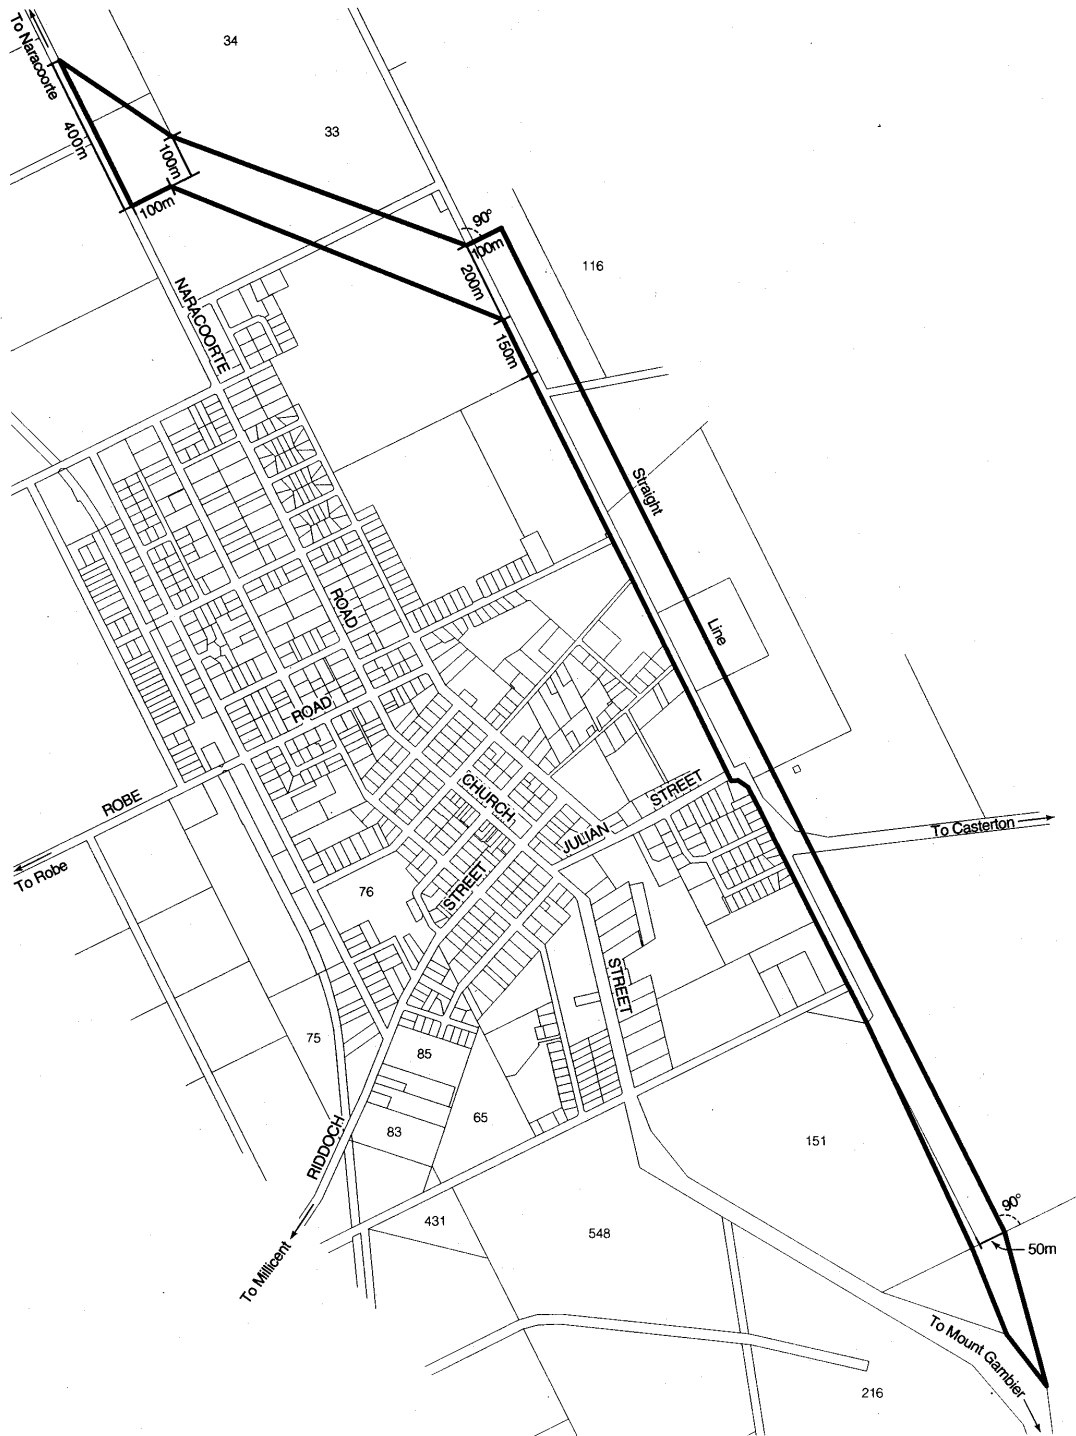 To Naracoorte
34
33
400m
100m
100m
90°
100m
200m
116
NARACOORTE
150m
Straight
ROAD
Line
ROAD
ROBE
CHURCH
STREET
JULIAN
To Casterton
To Robe
76
STREET
STREET
75
85
65
83
RIDDOCH
151
431
548
90°
50m
To Millicent
To Mount Gambier
216